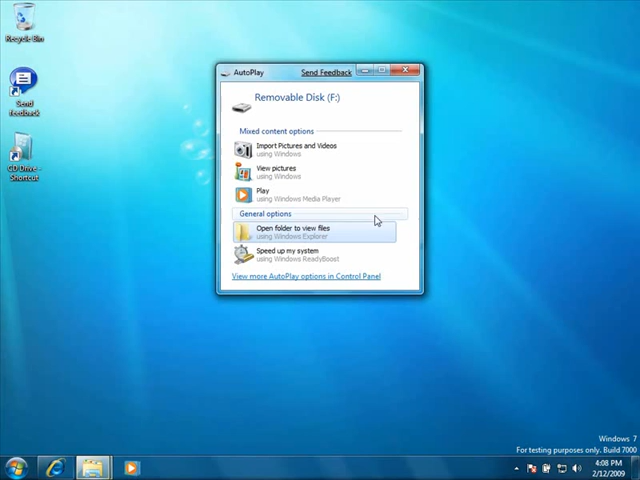 Recycle Bin
Send
feedback
CD Drive -
Shortcut
AutoPlay
Send Feedback
Removable Disk (F:)
Mixed content options
Import Pictures and Videos
using Windows
View pictures
using Windows
Play
using Windows Media Player
General options
Open folder to view files
using Windows Explorer
Speed up my system
using Windows ReadyBoost
View more AutoPlay options in Control Panel
Windows 7
For testing purposes only. Build 7000
4:08 PM
2/12/2009